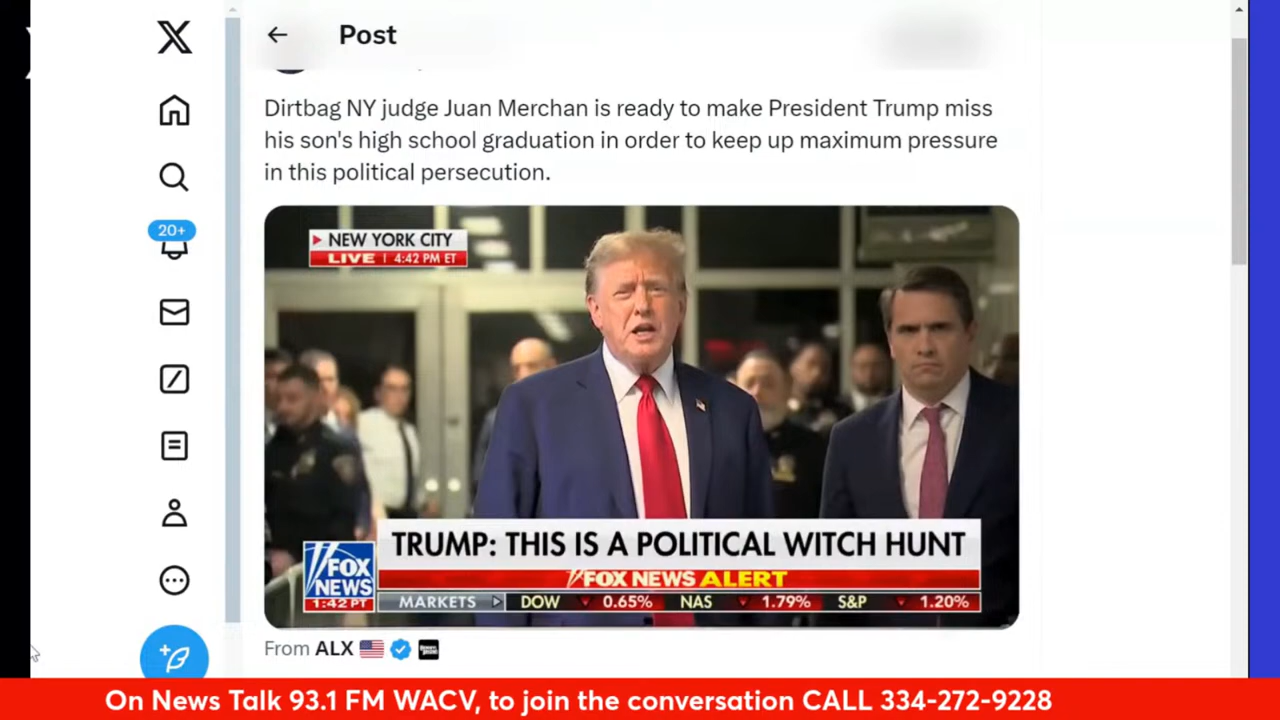 Post
Dirtbag NY judge Juan Merchan is ready to make President Trump miss
his son's high school graduation in order to keep up maximum pressure
in this political persecution.
20+
NEW YORK CITY
LIVE | 4:42 PM ET
TRUMP: THIS IS A POLITICAL WITCH HUNT
FOX NEWS ALERT
FOX
NEWS
1:42 PT
MARKETS DOW 0.65% NAS 1.79% S&P 1.20%
From ALX
On News Talk 93.1 FM WACV, to join the conversation CALL 334-272-9228